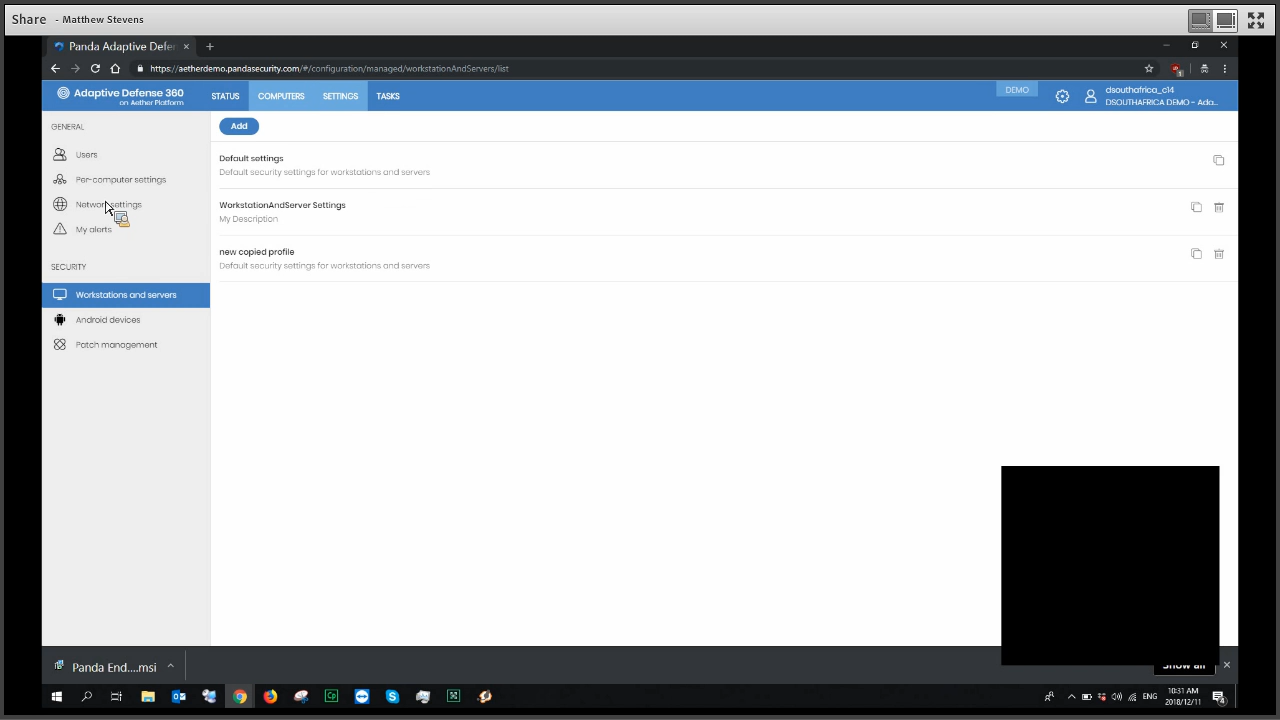 Share - Matthew Stevens
Panda Adaptive Defen
https://aetherdemo.pandasecurity.com/#/configuration/managed/workstationAndServers/list
Adaptive Defense 360
on Aether Platform
STATUS COMPUTERS SETTINGS TASKS
DEMO
dsouthafrica_c14
DSOUTHAFRICA DEMO - Ada...
GENERAL
Users
Per-computer settings
Network settings
My alerts
SECURITY
Workstations and servers
Android devices
Patch management
Add
Default settings
Default security settings for workstations and servers
WorkstationAndServer Settings
My Description
new copied profile
Default security settings for workstations and servers
Panda End....msi
Show all
ENG
10:31 AM
2018/12/11